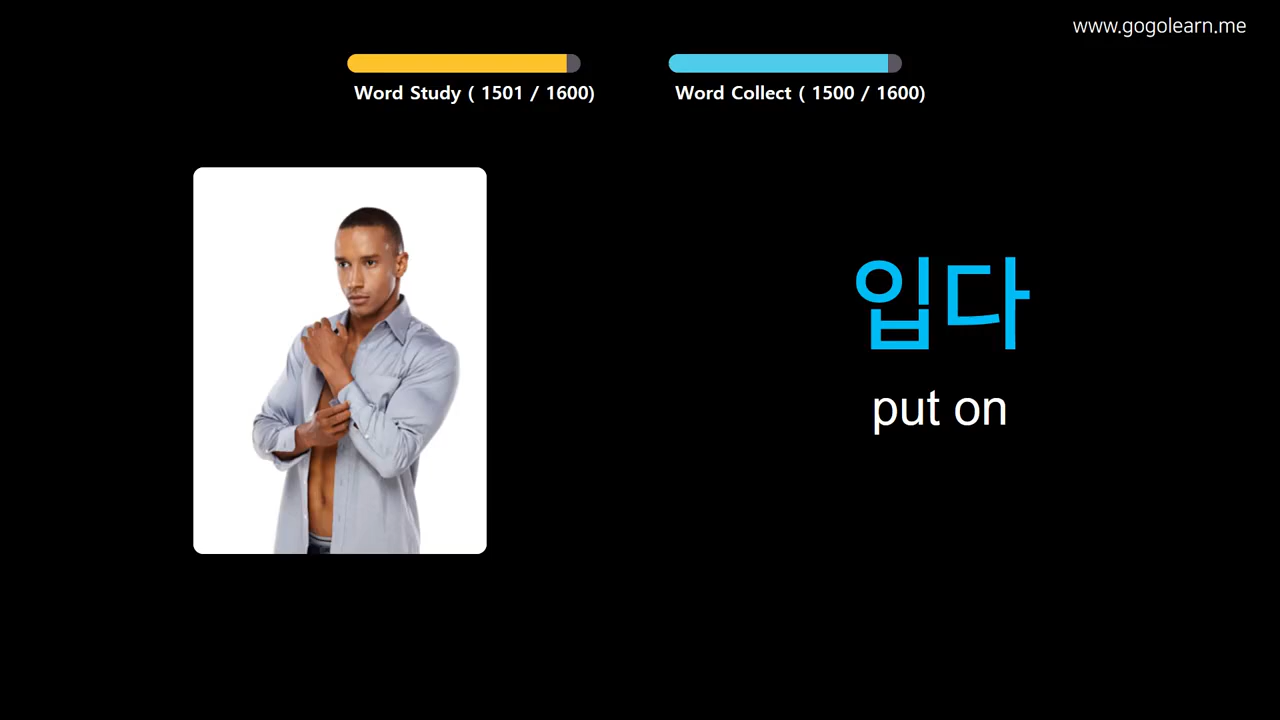 www.gogolearn.me
Word Study ( 1501 / 1600)
Word Collect ( 1500 / 1600)
입다
put on